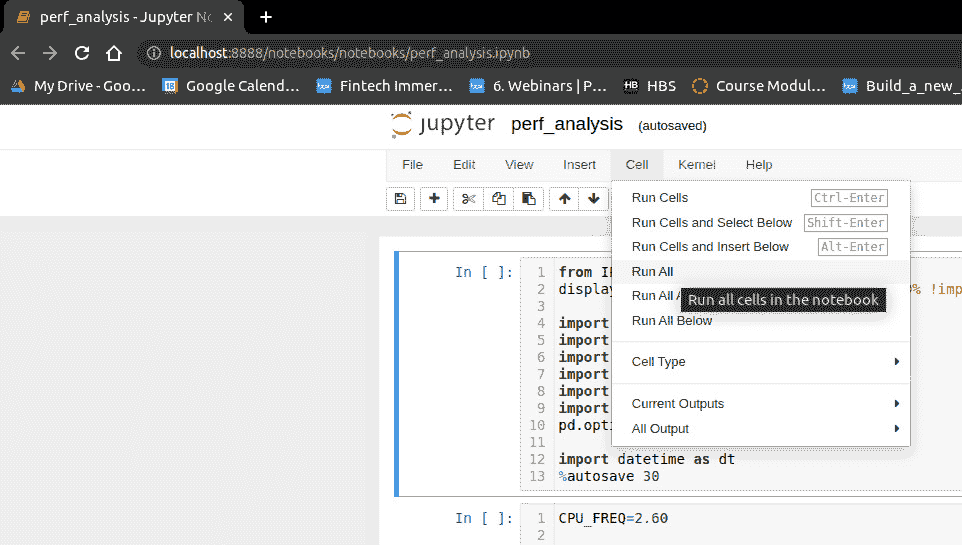 perf_analysis - Jupyter No
localhost:8888/notebooks/notebooks/perf_analysis.ipynb
My Drive - Goo... Google Calend... Fintech Immer... 6. Webinars | P... HB HBS Course Modul... Build_a_new_
jupyter perf_analysis (autosaved)
File Edit View Insert Cell Kernel Help
Run Cells Ctrl-Enter
Run Cells and Select Below Shift-Enter
Run Cells and Insert Below Alt-Enter
In [ ]: 1 from Run All
2 display Run All % !imp
Run all cells in the notebook
3
Run All Below
4 import
5 import
6 import
7 import Cell Type
8 import
9 import Current Outputs
10 pd.opti All Output
11
12 import datetime as dt
13 %autosave 30
In [ ]: 1 CPU_FREQ=2.60
2